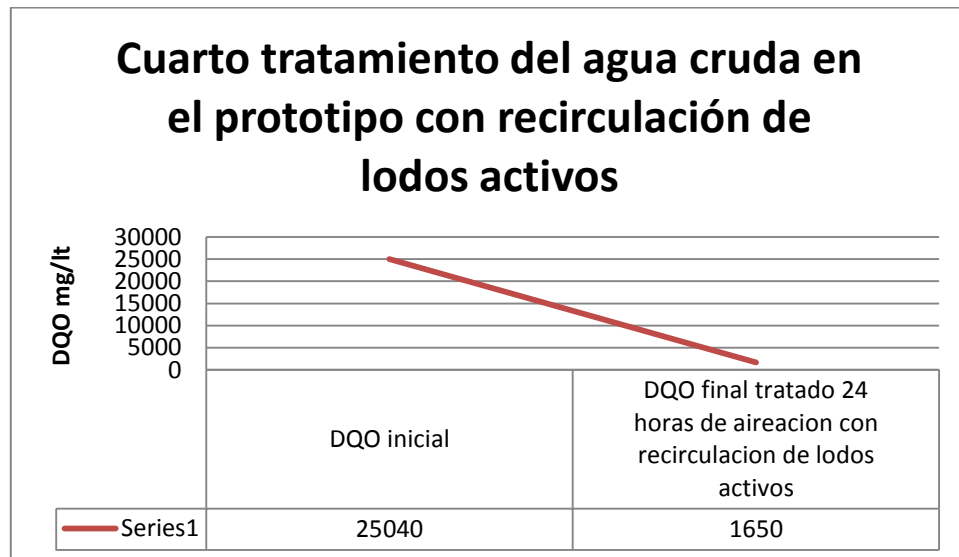 Cuarto tratamiento del agua cruda en
el prototipo con recirculación de
lodos activos
DQO mg/lt
30000
25000
20000
15000
10000
5000
0
DQO inicial
DQO final tratado 24
horas de aireacion con
recirculacion de lodos
activos
Series1
25040
1650